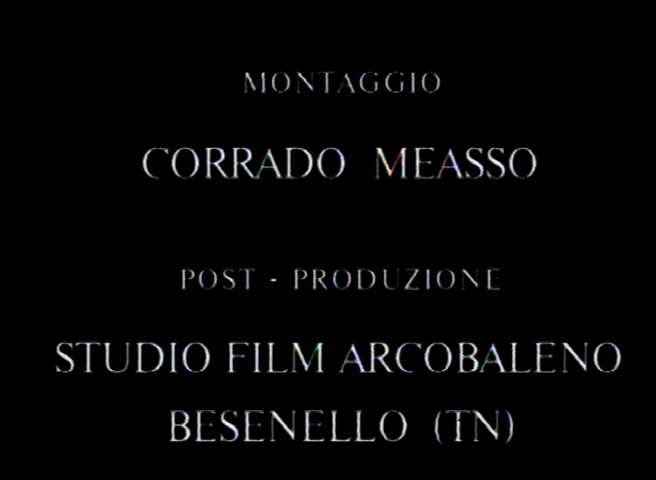 MONTAGGIO
CORRADO MEASSO
POST - PRODUZIONE
STUDIO FILM ARCOBALENO
BESENELLO (TN)